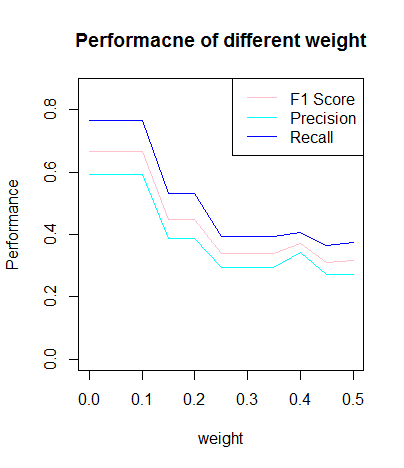 Performacne of different weight
F1 Score
Precision
Recall
0.8
0.6
0.4
0.2
0.0
Performance
0.0 0.1 0.2 0.3 0.4 0.5
weight